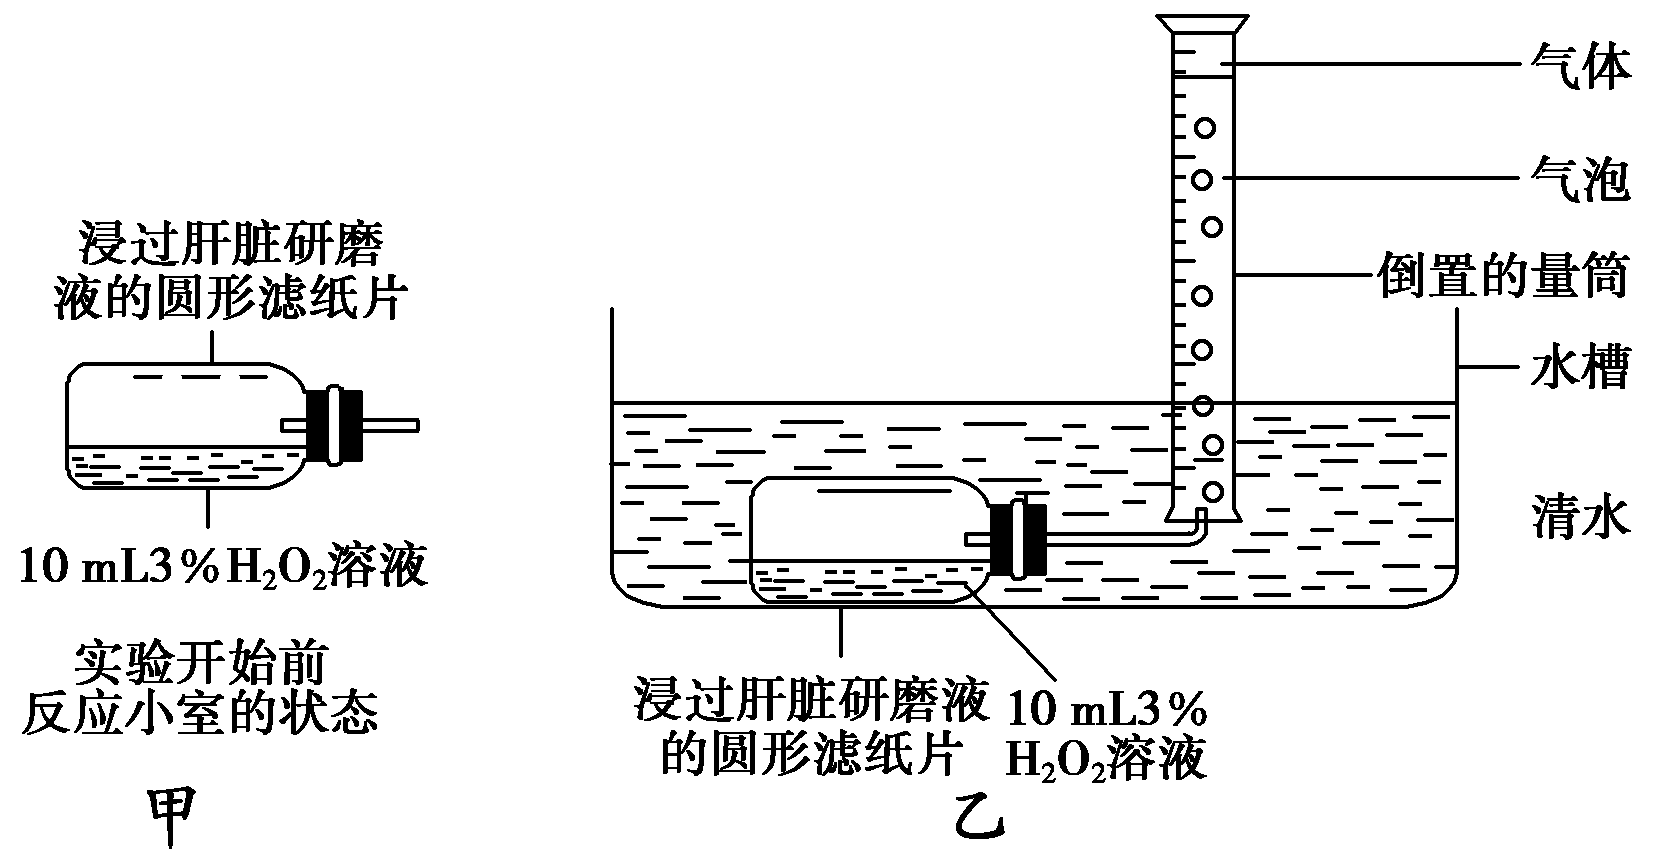 浸过肝脏研磨
液的圆形滤纸片
10 mL3%H₂O₂溶液
实验开始前
反应小室的状态
甲
气体
气泡
倒置的量筒
水槽
清水
浸过肝脏研磨液
的圆形滤纸片
10 mL3%
H₂O₂溶液
乙